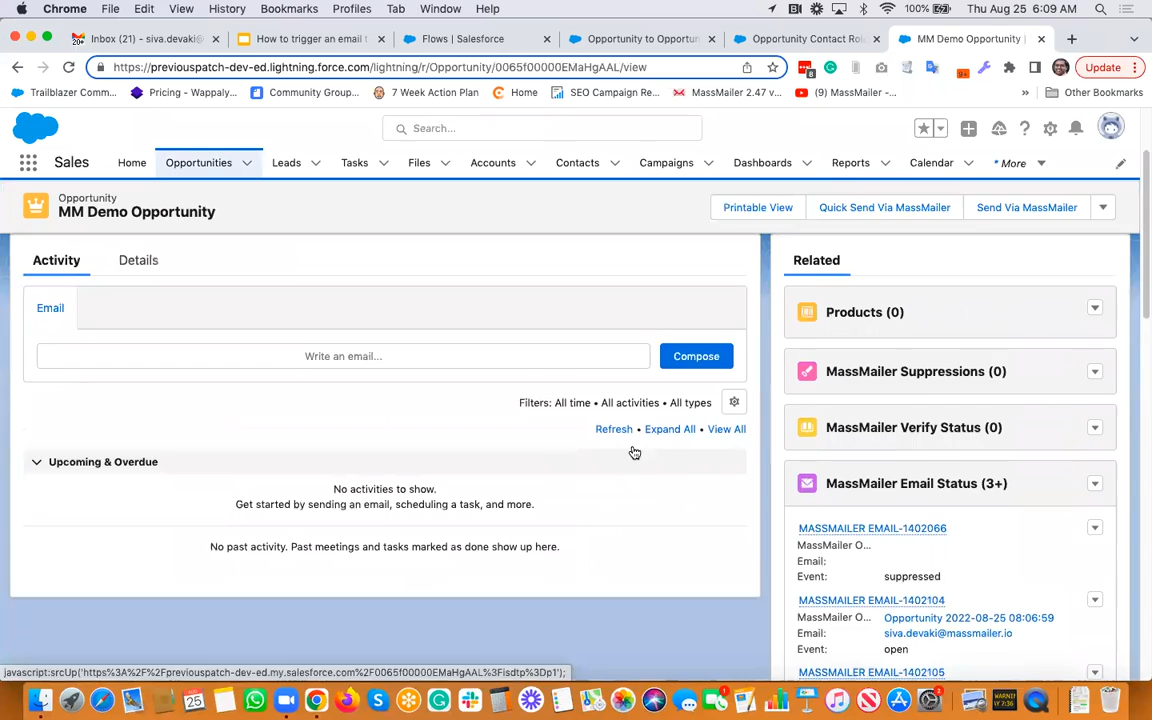 Chrome File Edit View History Bookmarks Profiles Tab Window Help 100% Thu Aug 25 6:09 AM
20+ Inbox (21) - siva.devaki@ How to trigger an email t Flows | Salesforce Opportunity to Opportun Opportunity Contact Role MM Demo Opportunity |
https://previouspatch-dev-ed.lightning.force.com/lightning/r/Opportunity/0065f00000EMaHgAAL/view 8 9+ Update
Trailblazer Comm... Pricing - Wappaly... Community Group... 7 Week Action Plan Home SEO Campaign Re... MassMailer 2.47 v... (9) MassMailer -... » Other Bookmarks
Search...
Sales Home Opportunities Leads Tasks Files Accounts Contacts Campaigns Dashboards Reports Calendar * More
Opportunity
MM Demo Opportunity
Printable View Quick Send Via MassMailer Send Via MassMailer
Activity Details
Email
Write an email... Compose
Filters: All time • All activities • All types
Refresh • Expand All • View All
Upcoming & Overdue
No activities to show.
Get started by sending an email, scheduling a task, and more.
No past activity. Past meetings and tasks marked as done show up here.
Related
Products (0)
MassMailer Suppressions (0)
MassMailer Verify Status (0)
MassMailer Email Status (3+)
MASSMAILER EMAIL-1402066
MassMailer O...
Email:
Event: suppressed
MASSMAILER EMAIL-1402104
MassMailer O... Opportunity 2022-08-25 08:06:59
Email: siva.devaki@massmailer.io
Event: open
MASSMAILER EMAIL-1402105
javascript:srcUp('https%3A%2F%2Fpreviouspatch-dev-ed.my.salesforce.com%2F0065f00000EMaHgAAL%3Fisdtp%3Dp1');